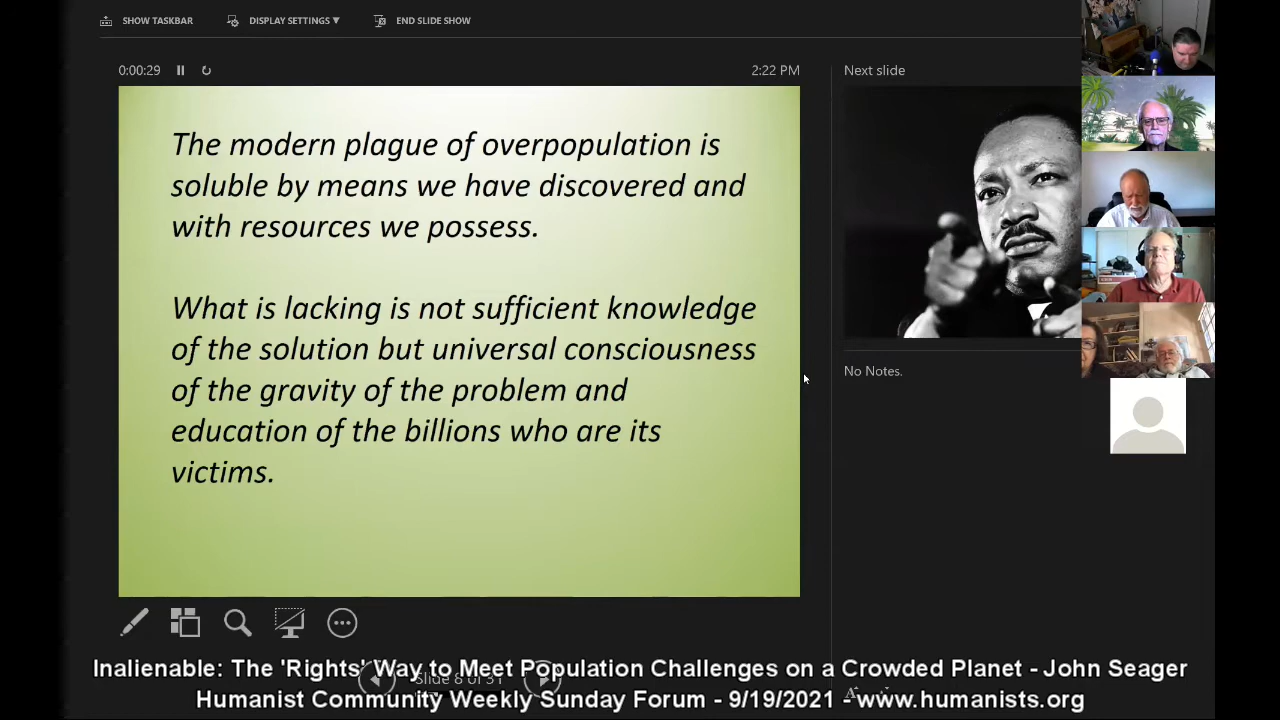 SHOW TASKBAR
DISPLAY SETTINGS ▼
END SLIDE SHOW
0:00:29
2:22 PM
Next slide
The modern plague of overpopulation is
soluble by means we have discovered and
with resources we possess.
What is lacking is not sufficient knowledge
of the solution but universal consciousness
of the gravity of the problem and
education of the billions who are its
victims.
No Notes.
Slide 8 of 31
Inalienable: The 'Rights' Way to Meet Population Challenges on a Crowded Planet - John Seager
Humanist Community Weekly Sunday Forum - 9/19/2021 - www.humanists.org